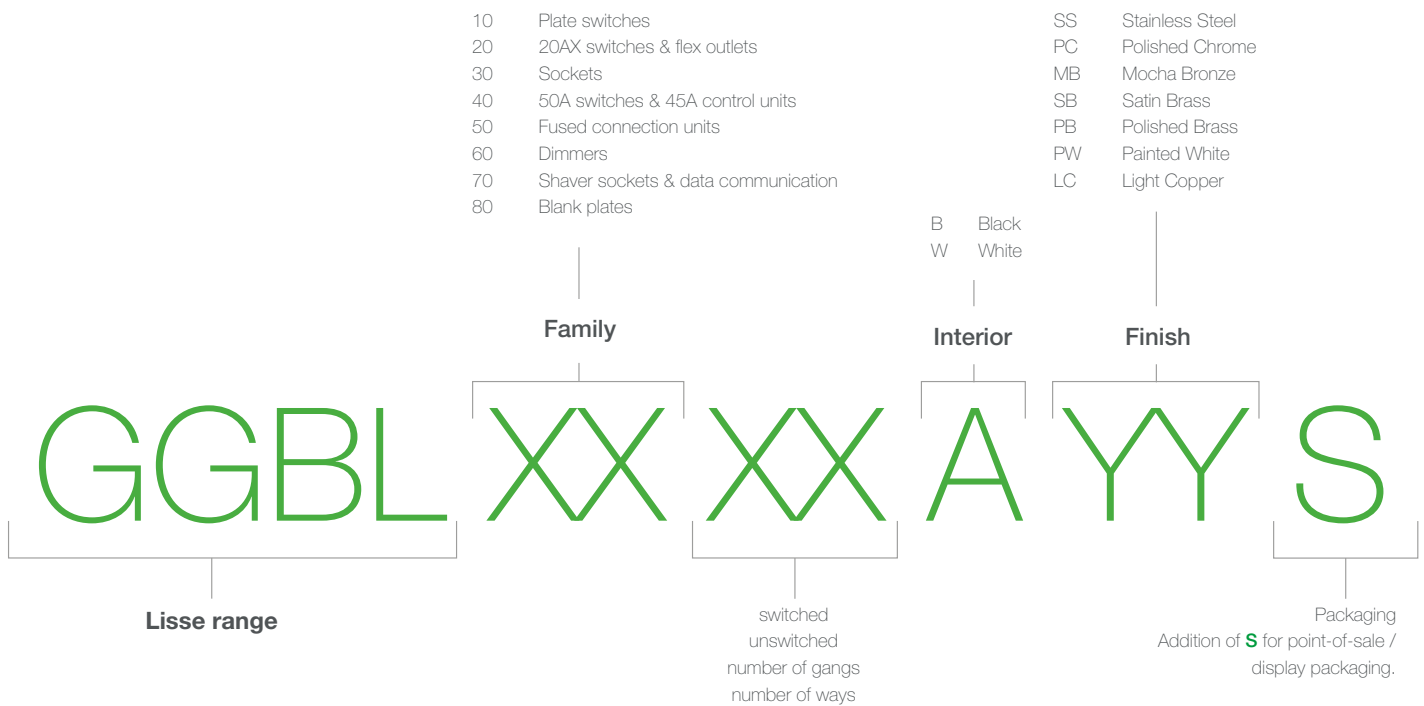 10 Plate switches
20 20AX switches & flex outlets
30 Sockets
40 50A switches & 45A control units
50 Fused connection units
60 Dimmers
70 Shaver sockets & data communication
80 Blank plates
B Black
W White
SS Stainless Steel
PC Polished Chrome
MB Mocha Bronze
SB Satin Brass
PB Polished Brass
PW Painted White
LC Light Copper
Family
Interior
Finish
GGBL XX XX A YY S
Lisse range
switched
unswitched
number of gangs
number of ways
Packaging
Addition of S for point-of-sale /
display packaging.